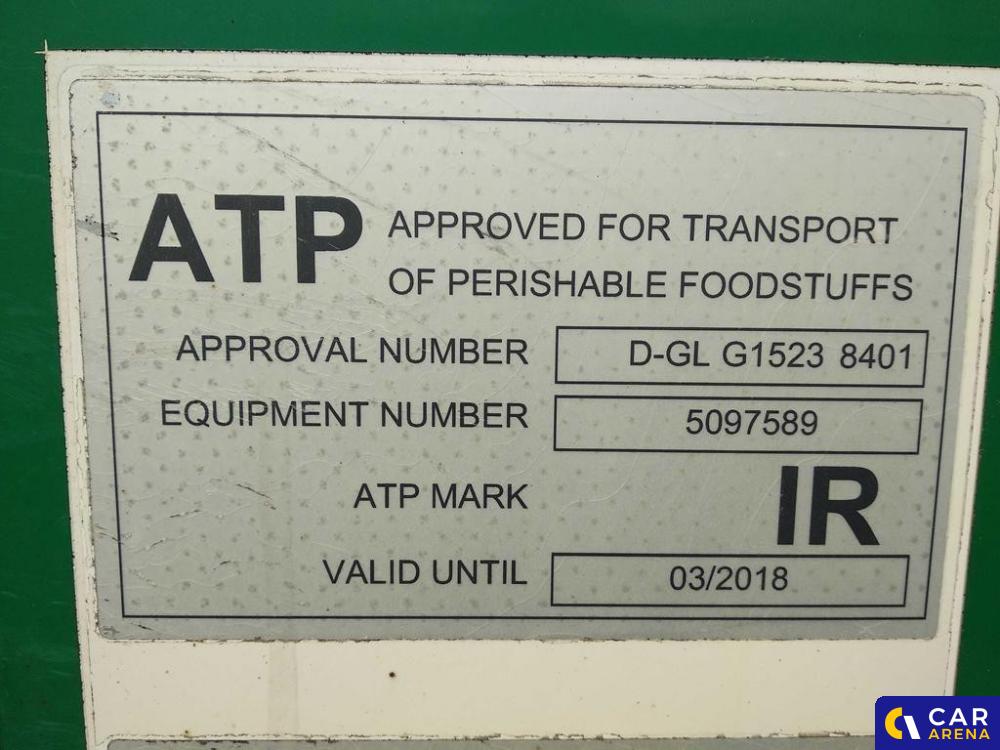 ATP APPROVED FOR TRANSPORT
OF PERISHABLE FOODSTUFFS
APPROVAL NUMBER D-GL G1523 8401
EQUIPMENT NUMBER 5097589
ATP MARK IR
VALID UNTIL 03/2018
CAR
ARENA